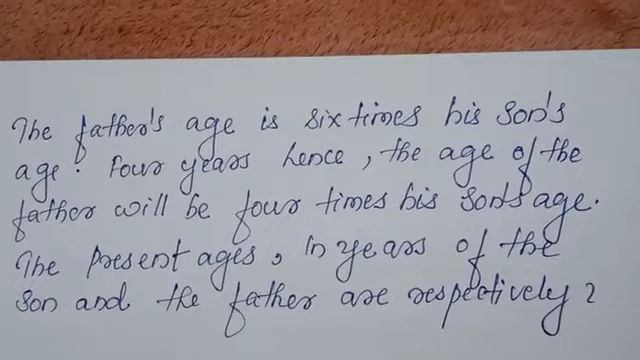 The father's age is six times his son's
age. Four years hence, the age of the
father will be four times his son's age.
The present ages, in years of the
son and the father are respectively?